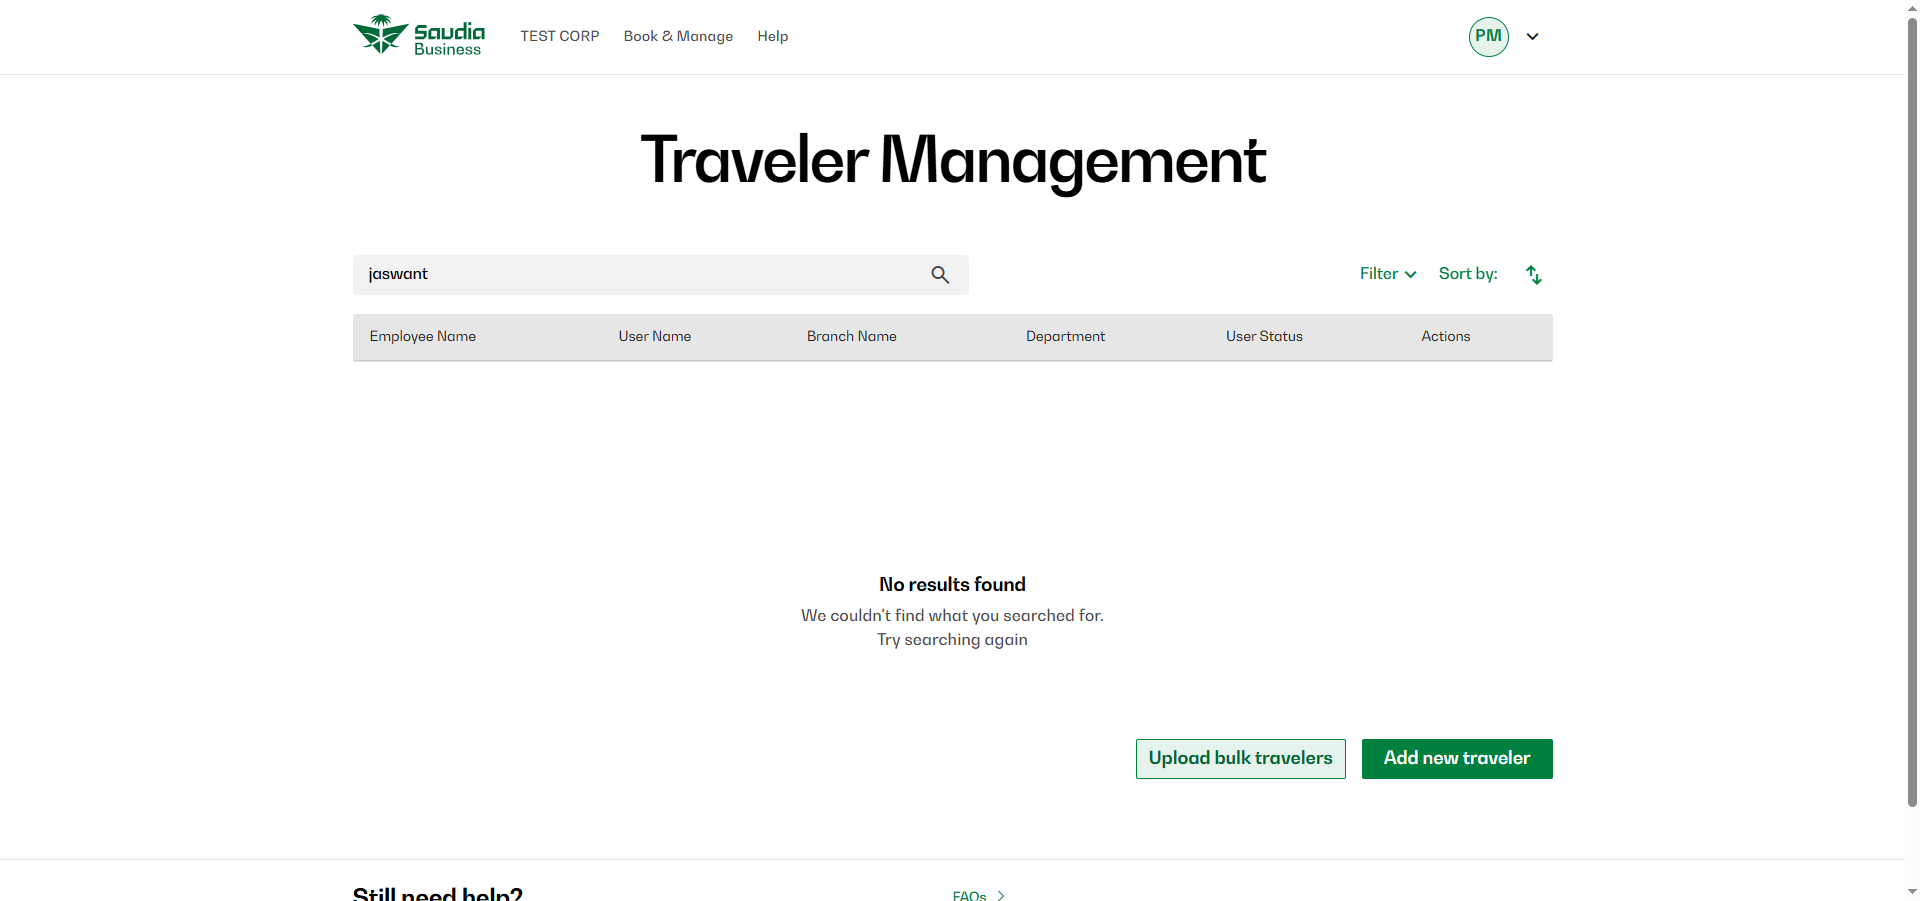 Saudia
Business
TEST CORP
Book & Manage
Help
PM
Traveler Management
jaswant
Filter
Sort by:
Employee Name
User Name
Branch Name
Department
User Status
Actions
No results found
We couldn't find what you searched for.
Try searching again
Upload bulk travelers
Add new traveler
Still need help?
FAQs